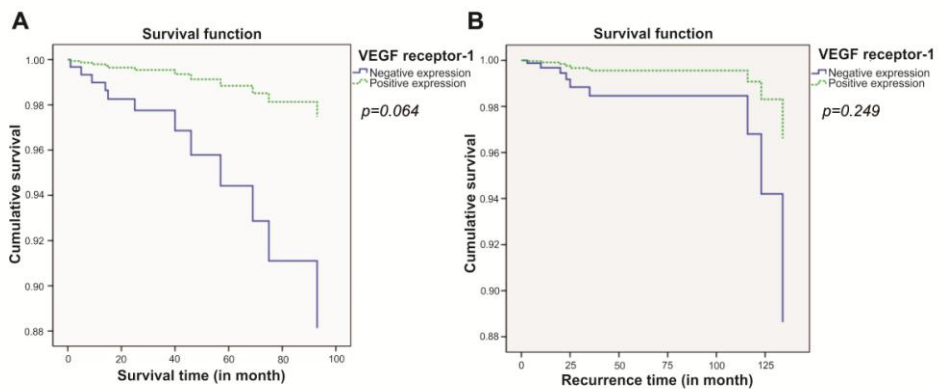 A
Survival function
VEGF receptor-1
Negative expression
Positive expression
p=0.064
Cumulative survival
1.00
0.98
0.96
0.94
0.92
0.90
0.88
0 20 40 60 80 100
Survival time (in month)
B
Survival function
VEGF receptor-1
Negative expression
Positive expression
p=0.249
Cumulative survival
1.00
0.98
0.96
0.94
0.92
0.90
0.88
0 25 50 75 100 125
Recurrence time (in month)